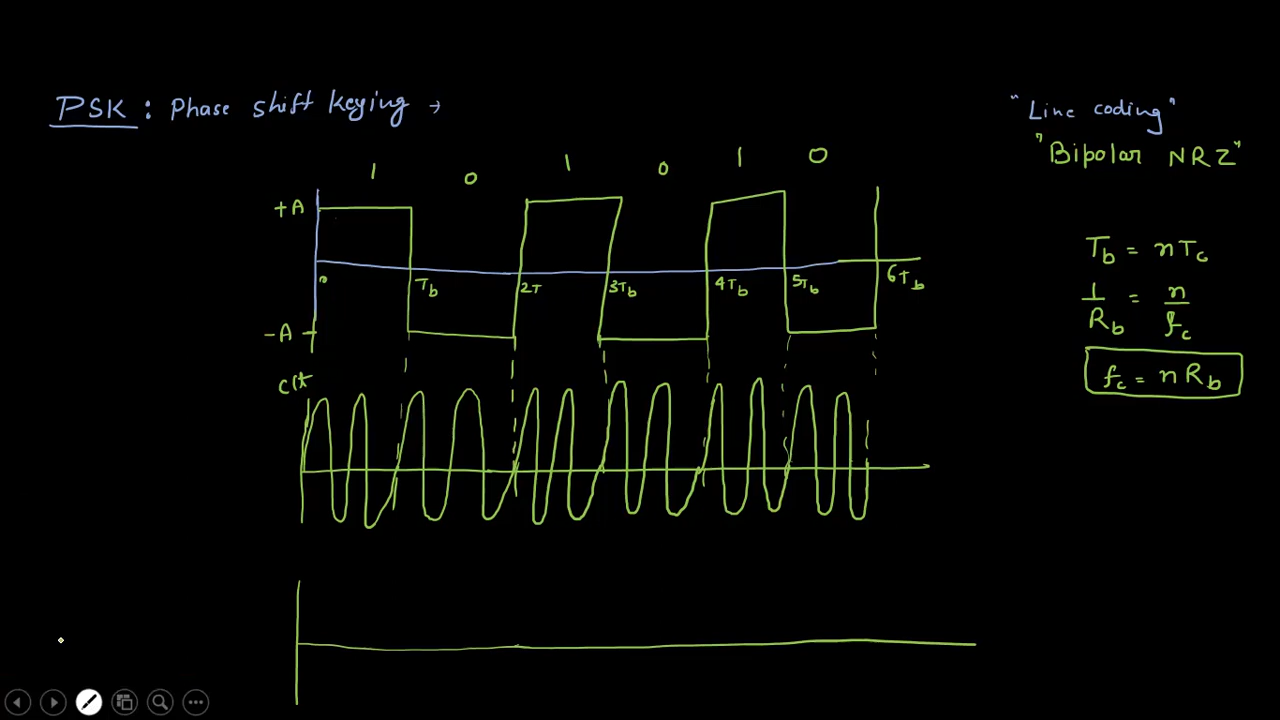 PSK : Phase shift keying →
"Line coding"
"Bipolar NRZ"
1 0 1 0 1 0
+A
-A
0 Tb 2T 3Tb 4Tb 5Tb 6Tb
Tb = nTc
1/Rb = n/fc
fc = nRb